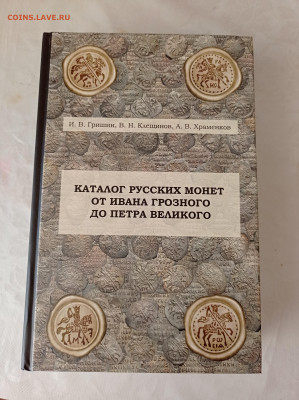 COINS.LAVE.RU
И. В. Гришин, В. Н. Клещинов, А. В. Храменков
КАТАЛОГ РУССКИХ МОНЕТ
ОТ ИВАНА ГРОЗНОГО
ДО ПЕТРА ВЕЛИКОГО